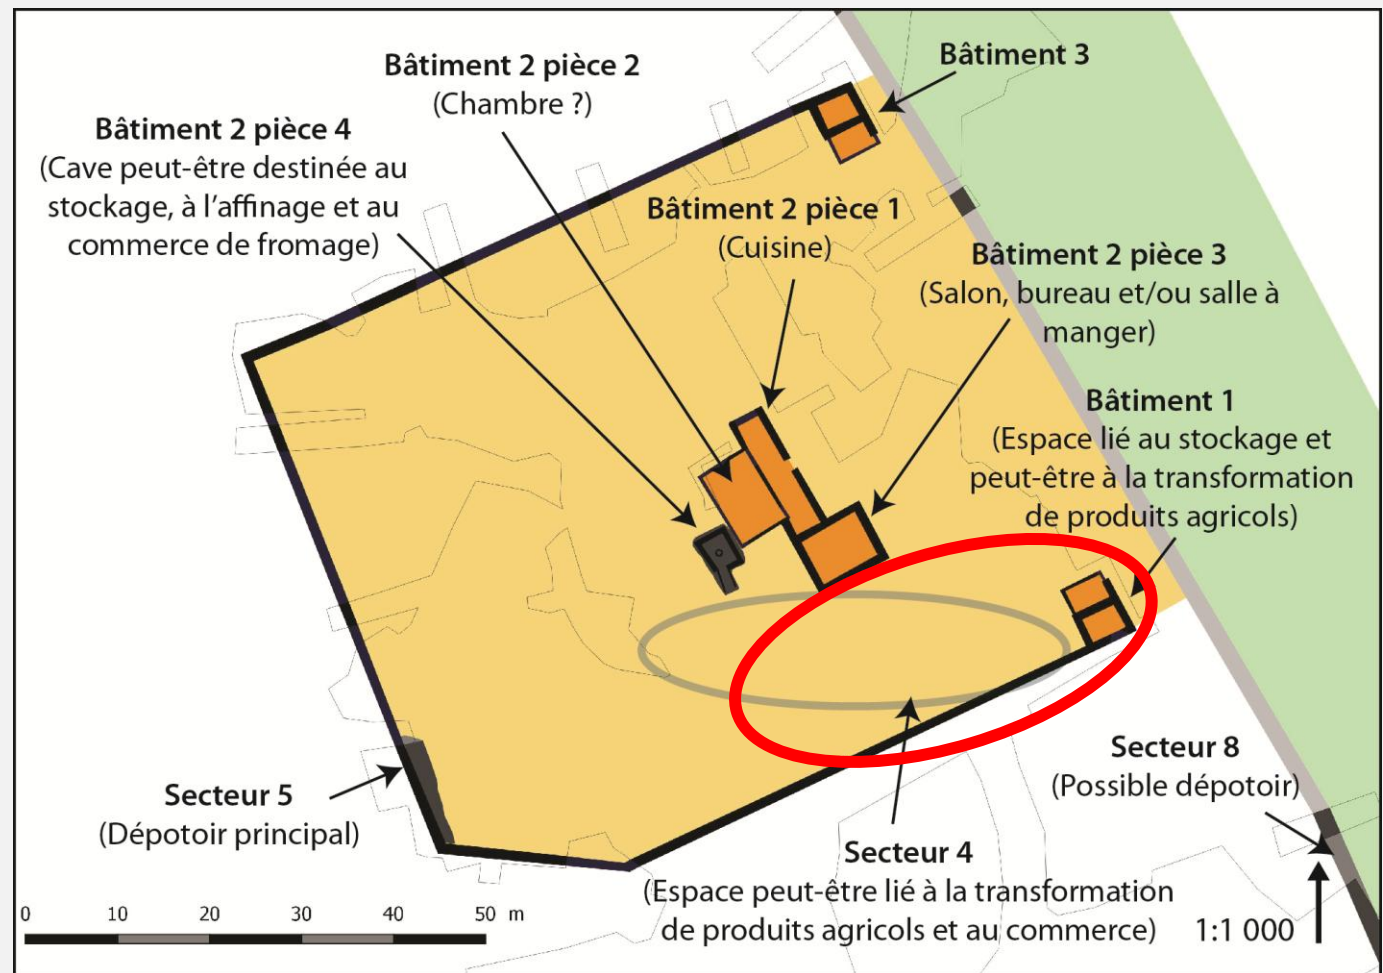 Bâtiment 3
Bâtiment 2 pièce 2
(Chambre ?)
Bâtiment 2 pièce 4
(Cave peut-être destinée au
stockage, à l’affinage et au
commerce de fromage)
Bâtiment 2 pièce 1
(Cuisine)
Bâtiment 2 pièce 3
(Salon, bureau et/ou salle à
manger)
Bâtiment 1
(Espace lié au stockage et
peut-être à la transformation
de produits agricols)
Secteur 8
(Possible dépotoir)
Secteur 5
(Dépotoir principal)
Secteur 4
(Espace peut-être lié à la transformation
de produits agricols et au commerce)
0 10 20 30 40 50 m
1:1 000